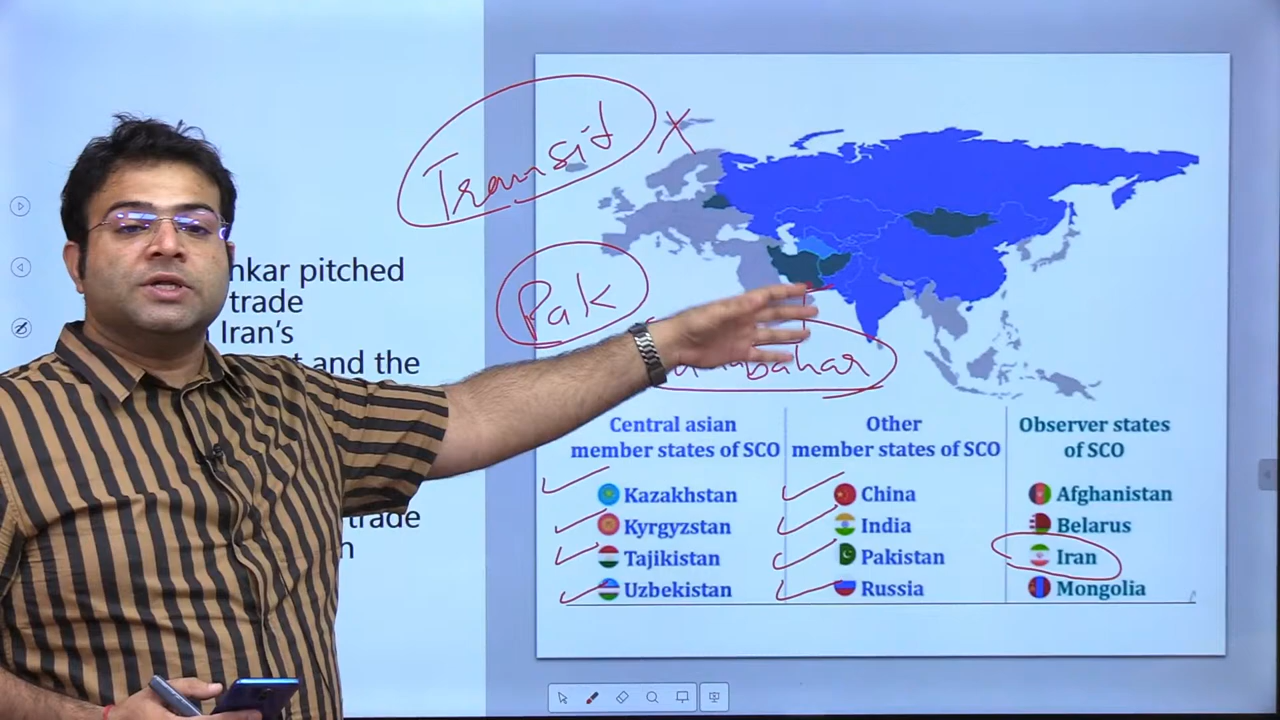 nkar pitched
trade
Iran's
and the
trade
n
Transit X
Pak
bahar
Central asian
member states of SCO
Kazakhstan
Kyrgyzstan
Tajikistan
Uzbekistan
Other
member states of SCO
China
India
Pakistan
Russia
Observer states
of SCO
Afghanistan
Belarus
Iran
Mongolia